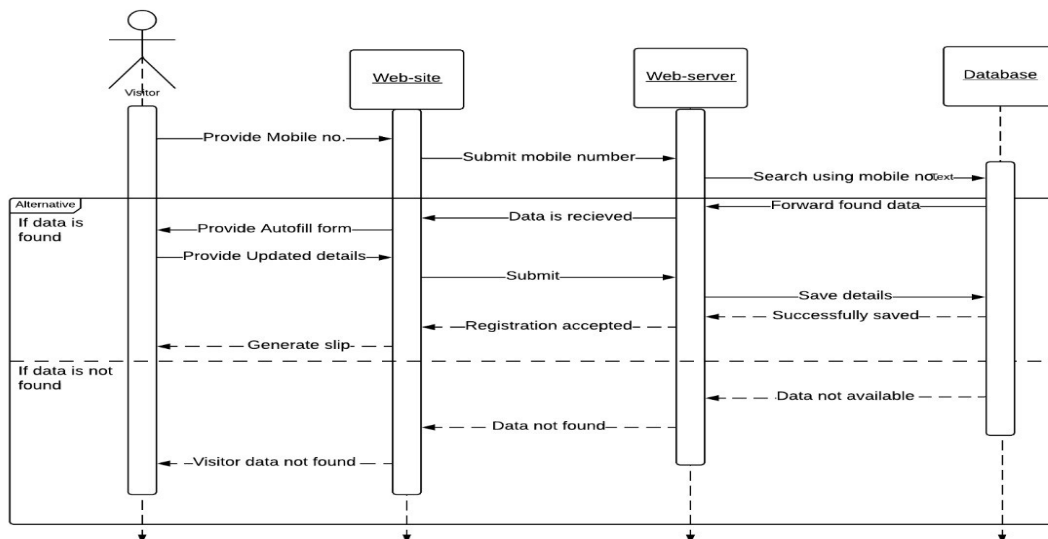 Visitor
Web-site
Web-server
Database
Provide Mobile no.
Submit mobile number
Search using mobile no.
Text
Alternative
If data is
found
Forward found data
Data is recieved
Provide Autofill form
Provide Updated details
Submit
Save details
Successfully saved
Registration accepted
Generate slip
If data is not
found
Data not available
Data not found
Visitor data not found